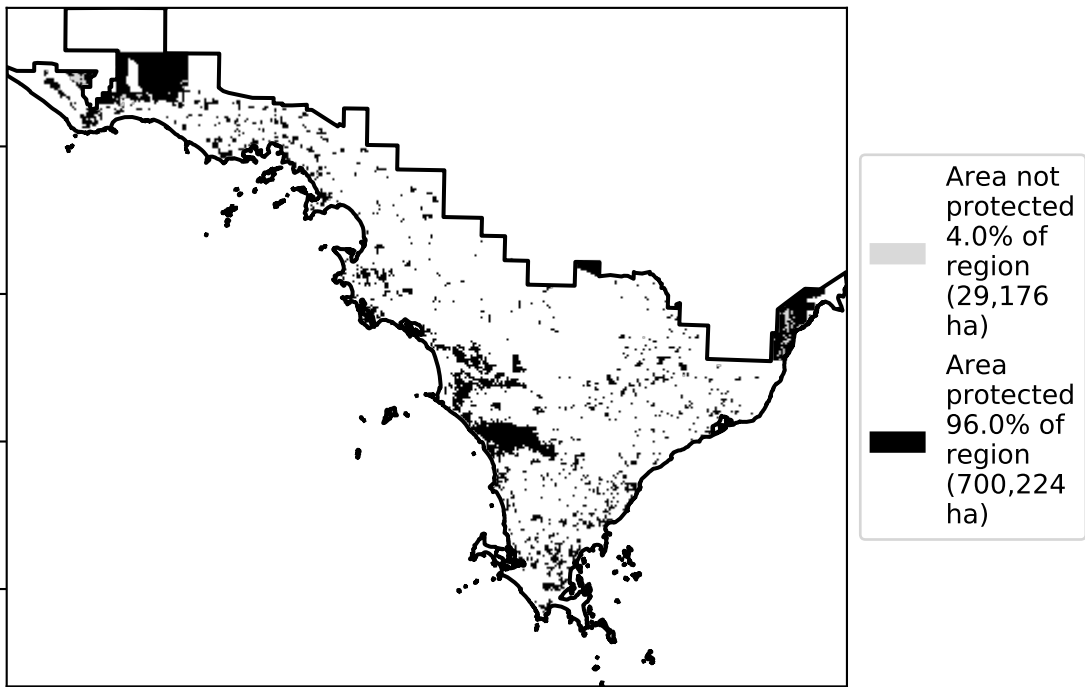 Area not
protected
4.0% of
region
(29,176
ha)
Area
protected
96.0% of
region
(700,224
ha)